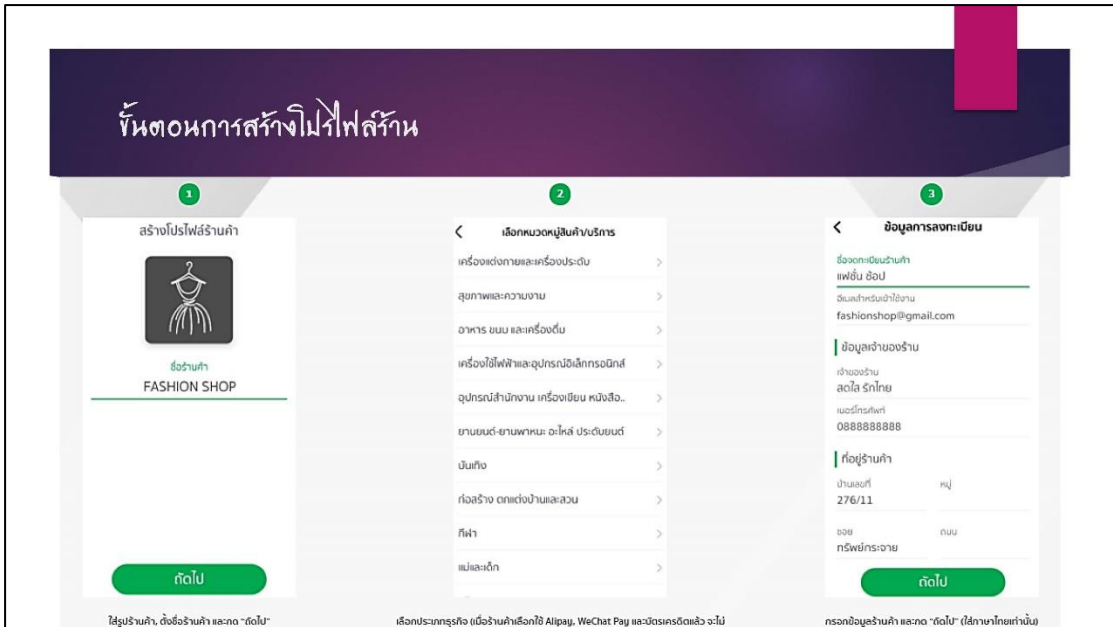 ขั้นตอนการสร้างโปรไฟล์ร้าน
1
สร้างโปรไฟล์ร้านค้า
ชื่อร้านค้า
FASHION SHOP
ถัดไป
ใส่รูปร้านค้า, ตั้งชื่อร้านค้า และกด "ถัดไป"
2
เลือกหมวดหมู่สินค้า/บริการ
เครื่องแต่งกายและเครื่องประดับ
สุขภาพและความงาม
อาหาร ขนม และเครื่องดื่ม
เครื่องใช้ไฟฟ้าและอุปกรณ์อิเล็กทรอนิกส์
อุปกรณ์สำนักงาน เครื่องเขียน หนังสือ..
ยานยนต์-ยานพาหนะ อะไหล่ ประดับยนต์
บันเทิง
ก่อสร้าง ตกแต่งบ้านและสวน
กีฬา
แม่และเด็ก
เลือกประเภทธุรกิจ (เมื่อร้านค้าเลือกใช้ Alipay, WeChat Pay และบัตรเครดิตแล้ว จะไม่
3
ข้อมูลการลงทะเบียน
ชื่อจดทะเบียนร้านค้า
แฟชั่น ช้อป
อีเมลสำหรับเข้าใช้งาน
fashionshop@gmail.com
ข้อมูลเจ้าของร้าน
เจ้าของร้าน
สดใส รักไทย
เบอร์โทรศัพท์
0888888888
ที่อยู่ร้านค้า
บ้านเลขที่ หมู่
276/11
ซอย ถนน
ทรัพย์กระจาย
ถัดไป
กรอกข้อมูลร้านค้า และกด "ถัดไป" (ใส่ภาษาไทยเท่านั้น)